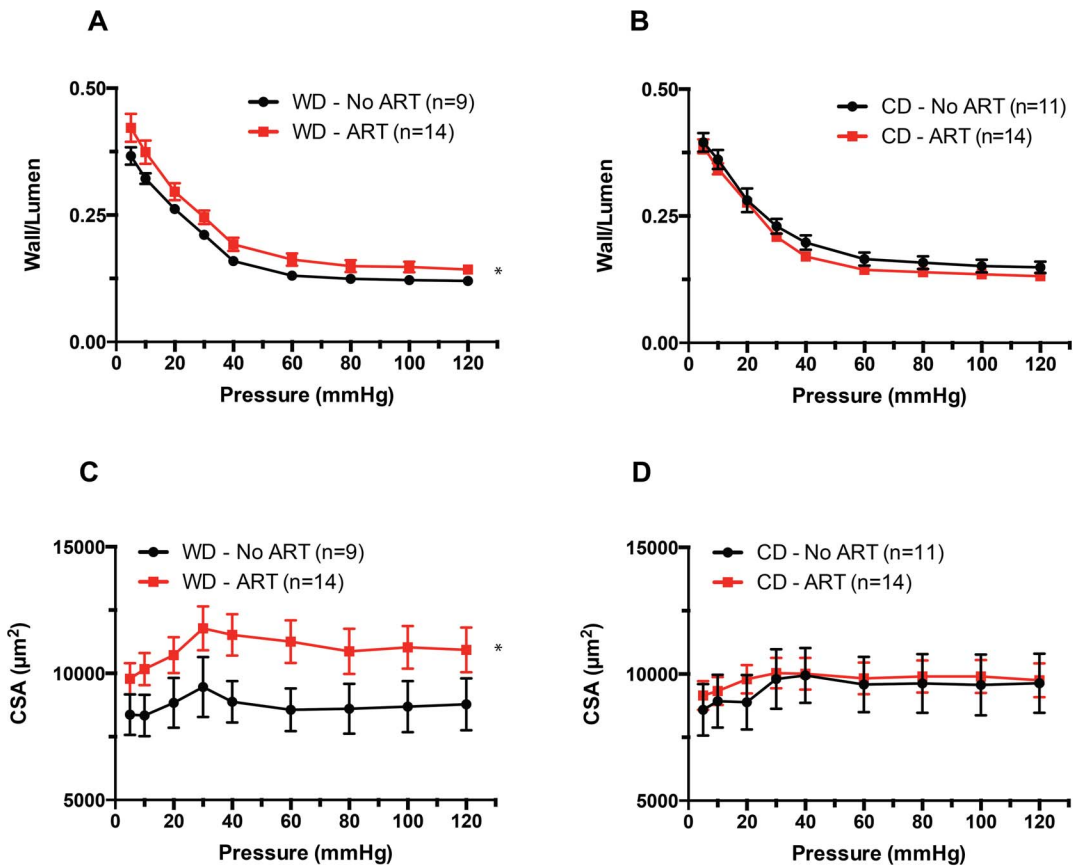 A
0.50
0.25
0.00
Wall/Lumen
WD - No ART (n=9)
WD - ART (n=14)
*
0 20 40 60 80 100 120
Pressure (mmHg)
B
0.50
0.25
0.00
Wall/Lumen
CD - No ART (n=11)
CD - ART (n=14)
0 20 40 60 80 100 120
Pressure (mmHg)
C
15000
10000
5000
CSA (µm²)
WD - No ART (n=9)
WD - ART (n=14)
*
0 20 40 60 80 100 120
Pressure (mmHg)
D
15000
10000
5000
CSA (µm²)
CD - No ART (n=11)
CD - ART (n=14)
0 20 40 60 80 100 120
Pressure (mmHg)